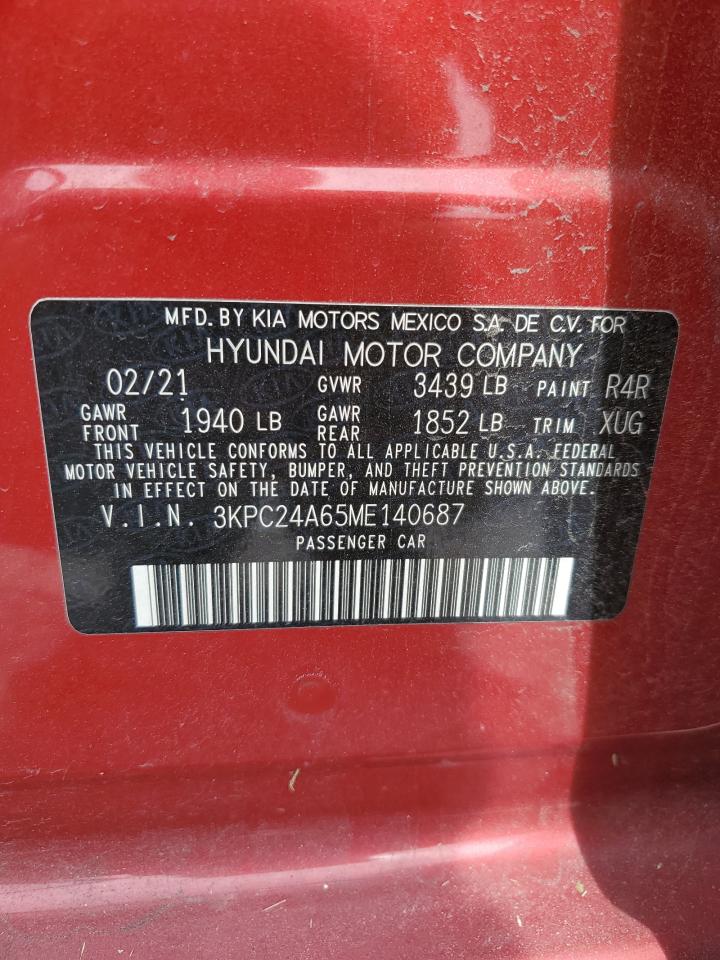 MFD. BY KIA MOTORS MEXICO S.A. DE C.V. FOR
HYUNDAI MOTOR COMPANY
02/21 GVWR 3439 LB PAINT R4R
GAWR FRONT 1940 LB GAWR REAR 1852 LB TRIM XUG
THIS VEHICLE CONFORMS TO ALL APPLICABLE U.S.A. FEDERAL
MOTOR VEHICLE SAFETY, BUMPER, AND THEFT PREVENTION STANDARDS
IN EFFECT ON THE DATE OF MANUFACTURE SHOWN ABOVE.
V.I.N. 3KPC24A65ME140687
PASSENGER CAR